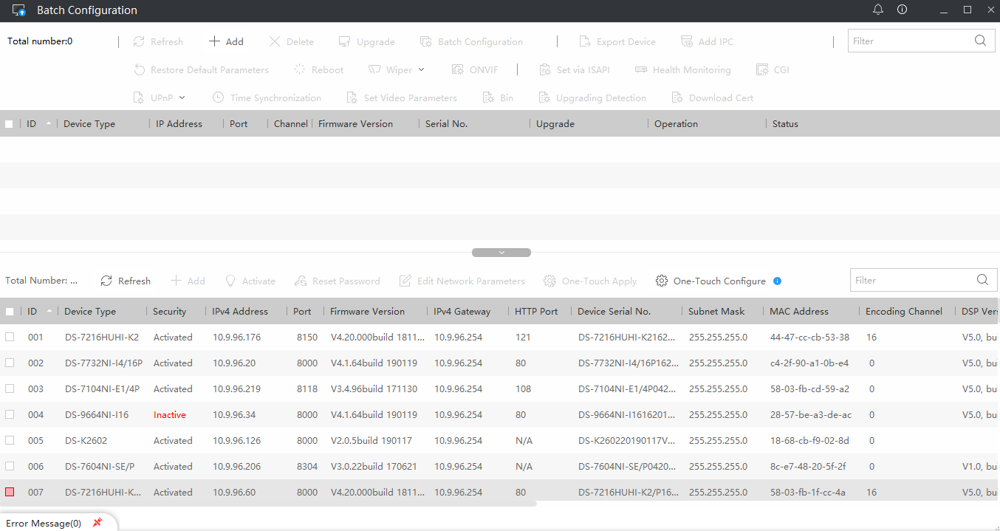 Batch Configuration
Total number:0 Refresh Add Delete Upgrade Batch Configuration Export Device Add IPC Filter
Restore Default Parameters Reboot Wiper ONVIF Set via ISAPI Health Monitoring CGI
UPnP Time Synchronization Set Video Parameters Bin Upgrading Detection Download Cert
ID Device Type IP Address Port Channel Firmware Version Serial No. Upgrade Operation Status
Total Number: ... Refresh Add Activate Reset Password Edit Network Parameters One-Touch Apply One-Touch Configure Filter
ID Device Type Security IPv4 Address Port Firmware Version IPv4 Gateway HTTP Port Device Serial No. Subnet Mask MAC Address Encoding Channel DSP Vers
001 DS-7216HUHI-K2 Activated 10.9.96.176 8150 V4.20.000build 1811... 10.9.96.254 121 DS-7216HUHI-K2162... 255.255.255.0 44-47-cc-cb-53-38 16 V5.0, bui
002 DS-7732NI-I4/16P Activated 10.9.96.20 8000 V4.1.64build 190119 10.9.96.254 80 DS-7732NI-I4/16P162... 255.255.255.0 c4-2f-90-a1-0b-e4 0 V5.0, bui
003 DS-7104NI-E1/4P Activated 10.9.96.219 8118 V3.4.96build 171130 10.9.96.254 108 DS-7104NI-E1/4P042... 255.255.255.0 58-03-fb-cd-59-a2 0 V5.0, bui
004 DS-9664NI-I16 Inactive 10.9.96.34 8000 V4.1.64build 190119 10.9.96.254 80 DS-9664NI-I1616201... 255.255.255.0 28-57-be-a3-de-ac 0 V5.0, bui
005 DS-K2602 Activated 10.9.96.126 8000 V2.0.5build 190117 10.9.96.254 N/A DS-K260220190117V... 255.255.255.0 18-68-cb-f9-02-8d 0
006 DS-7604NI-SE/P Activated 10.9.96.206 8304 V3.0.22build 170621 10.9.96.254 N/A DS-7604NI-SE/P0420... 255.255.255.0 8c-e7-48-20-5f-2f 0 V1.0, bui
007 DS-7216HUHI-K... Activated 10.9.96.60 8000 V4.20.000build 1811... 10.9.96.254 80 DS-7216HUHI-K2/P16... 255.255.255.0 58-03-fb-1f-cc-4a 16 V5.0, bui
Error Message(0)